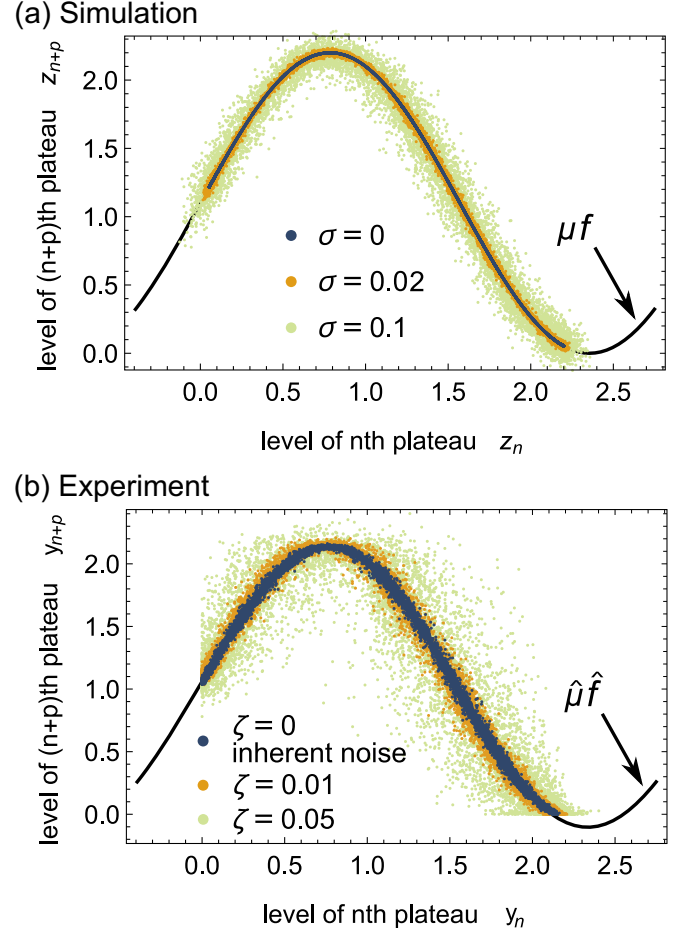 (a) Simulation
level of (n+p)th plateau z_{n+p}
2.0
1.5
1.0
0.5
0.0
μf
σ = 0
σ = 0.02
σ = 0.1
0.0 0.5 1.0 1.5 2.0 2.5
level of nth plateau z_n
(b) Experiment
level of (n+p)th plateau y_{n+p}
2.0
1.5
1.0
0.5
0.0
μ̂f̂
ζ = 0
inherent noise
ζ = 0.01
ζ = 0.05
0.0 0.5 1.0 1.5 2.0 2.5
level of nth plateau y_n